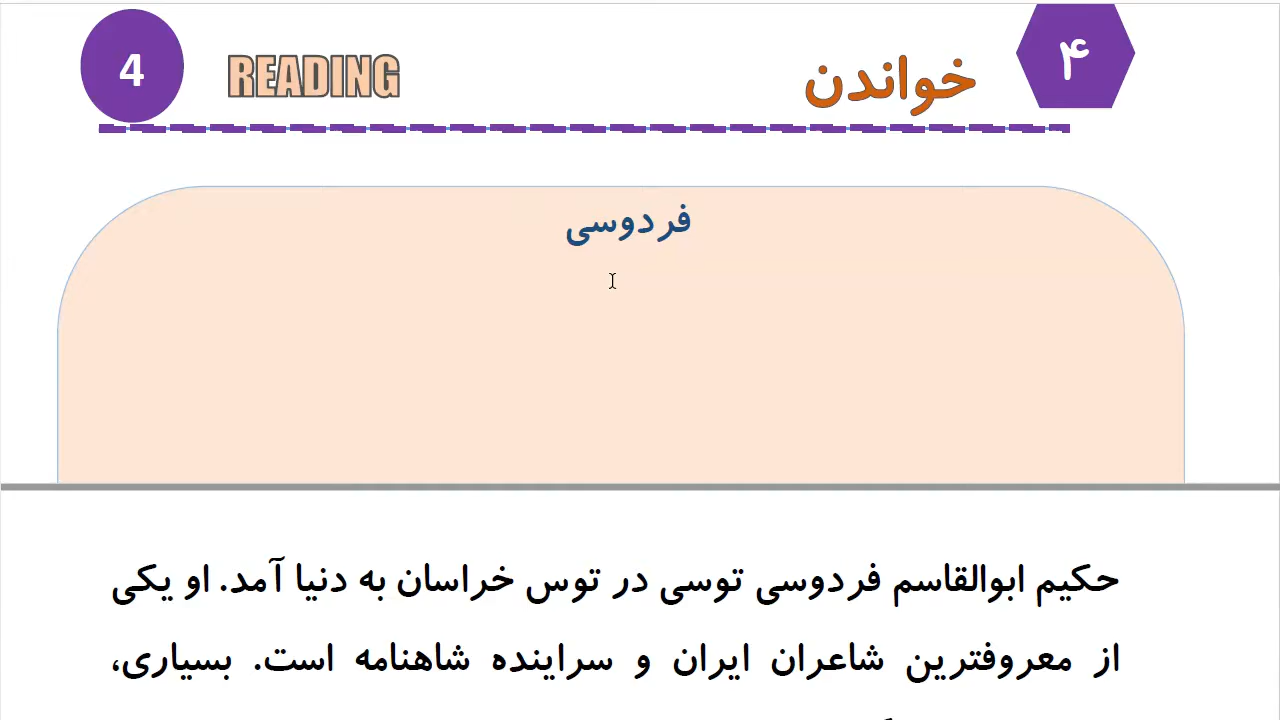 ۴
خواندن
READING
4
فردوسی
حکیم ابوالقاسم فردوسی توسی در توس خراسان به دنیا آمد. او یکی
از معروفترین شاعران ایران و سراینده شاهنامه است. بسیاری،